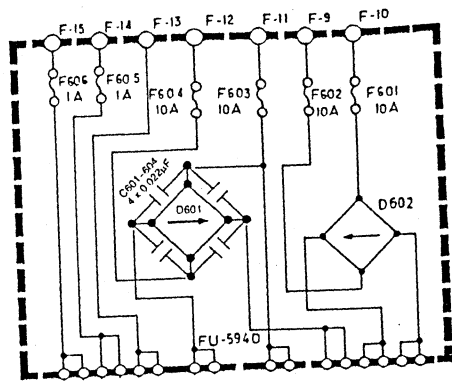 F-15 F-14 F-13 F-12 F-11 F-9 F-10
F606 1A
F605 1A
F604 10A
F603 10A
F602 10A
F601 10A
C601-604
4 x 0.022µF
D601
D602
FU-5940